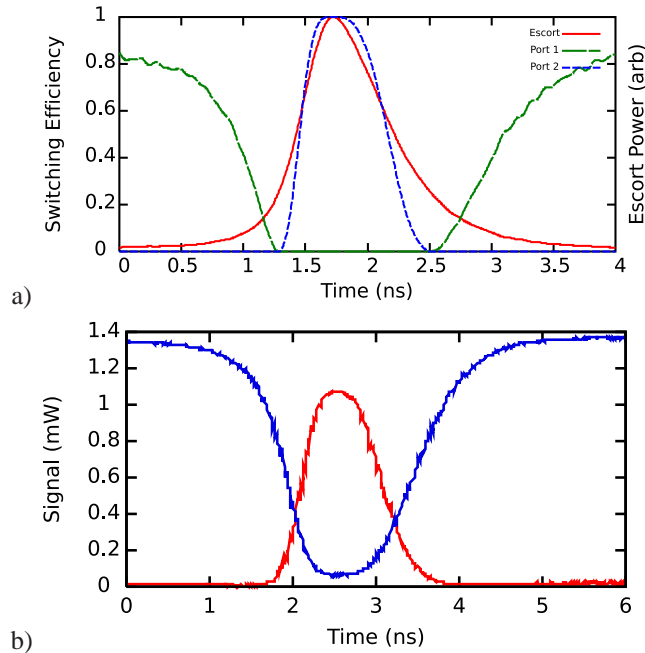 1
0.8
0.6
0.4
0.2
0
Switching Efficiency
Escort
Port 1
Port 2
Escort Power (arb)
0 0.5 1 1.5 2 2.5 3 3.5 4
Time (ns)
a)
1.4
1.2
1
0.8
0.6
0.4
0.2
0
Signal (mW)
0 1 2 3 4 5 6
Time (ns)
b)